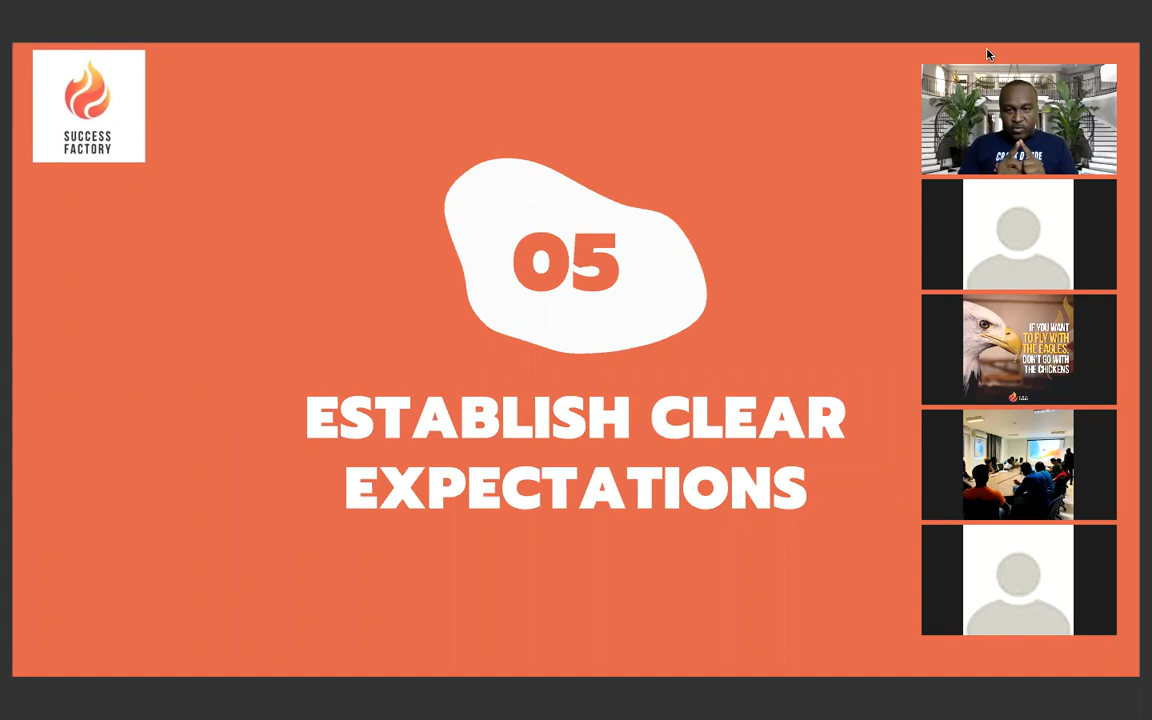 SUCCESS
FACTORY
05
ESTABLISH CLEAR
EXPECTATIONS
IF YOU WANT
TO FLY WITH
THE EAGLES,
DON'T GO WITH
THE CHICKENS